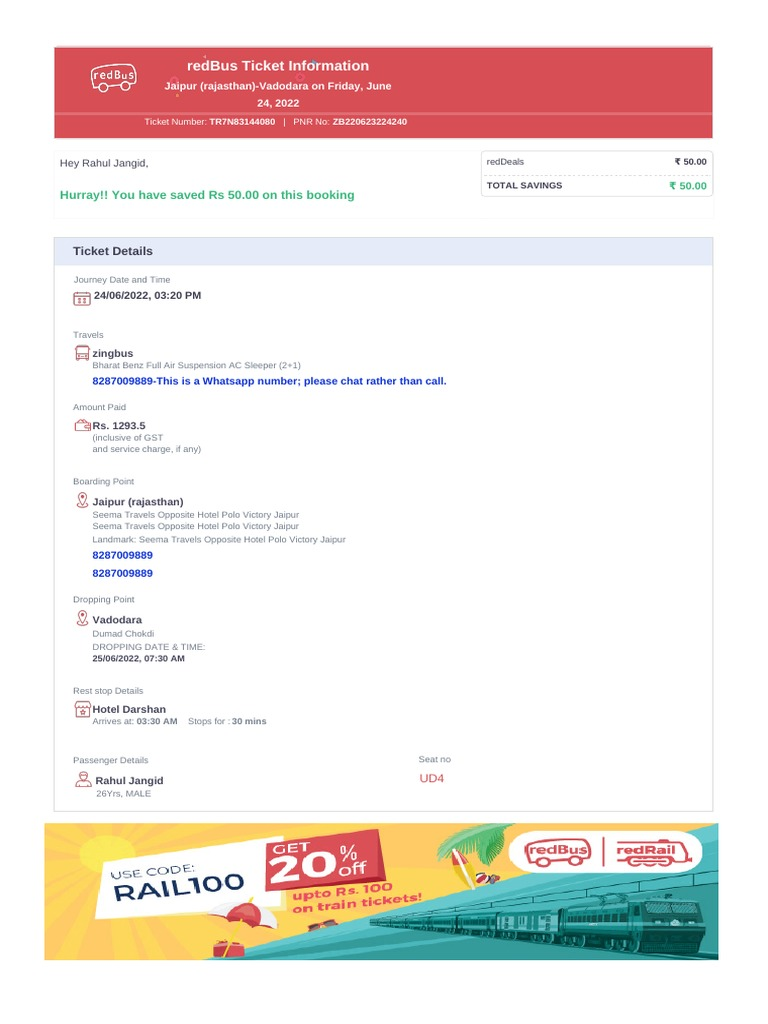 redBus
redBus Ticket Information
Jaipur (rajasthan)-Vadodara on Friday, June
24, 2022
Ticket Number: TR7N83144080 | PNR No: ZB220623224240
Hey Rahul Jangid,
Hurray!! You have saved Rs 50.00 on this booking
redDeals ₹ 50.00
TOTAL SAVINGS ₹ 50.00
Ticket Details
Journey Date and Time
24/06/2022, 03:20 PM
Travels
zingbus
Bharat Benz Full Air Suspension AC Sleeper (2+1)
8287009889-This is a Whatsapp number; please chat rather than call.
Amount Paid
Rs. 1293.5
(inclusive of GST
and service charge, if any)
Boarding Point
Jaipur (rajasthan)
Seema Travels Opposite Hotel Polo Victory Jaipur
Seema Travels Opposite Hotel Polo Victory Jaipur
Landmark: Seema Travels Opposite Hotel Polo Victory Jaipur
8287009889
8287009889
Dropping Point
Vadodara
Dumad Chokdi
DROPPING DATE & TIME:
25/06/2022, 07:30 AM
Rest stop Details
Hotel Darshan
Arrives at: 03:30 AM Stops for : 30 mins
Passenger Details
Seat no
Rahul Jangid
UD4
26Yrs, MALE
USE CODE:
RAIL100
GET
20% off
upto Rs. 100
on train tickets!
redBus | redRail